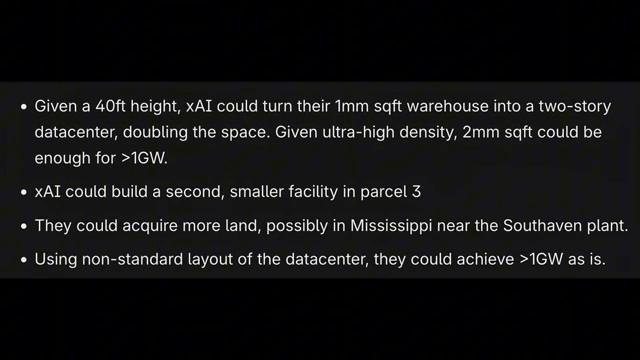 • Given a 40ft height, xAI could turn their 1mm sqft warehouse into a two-story
datacenter, doubling the space. Given ultra-high density, 2mm sqft could be
enough for >1GW.
• xAI could build a second, smaller facility in parcel 3
• They could acquire more land, possibly in Mississippi near the Southaven plant.
• Using non-standard layout of the datacenter, they could achieve >1GW as is.